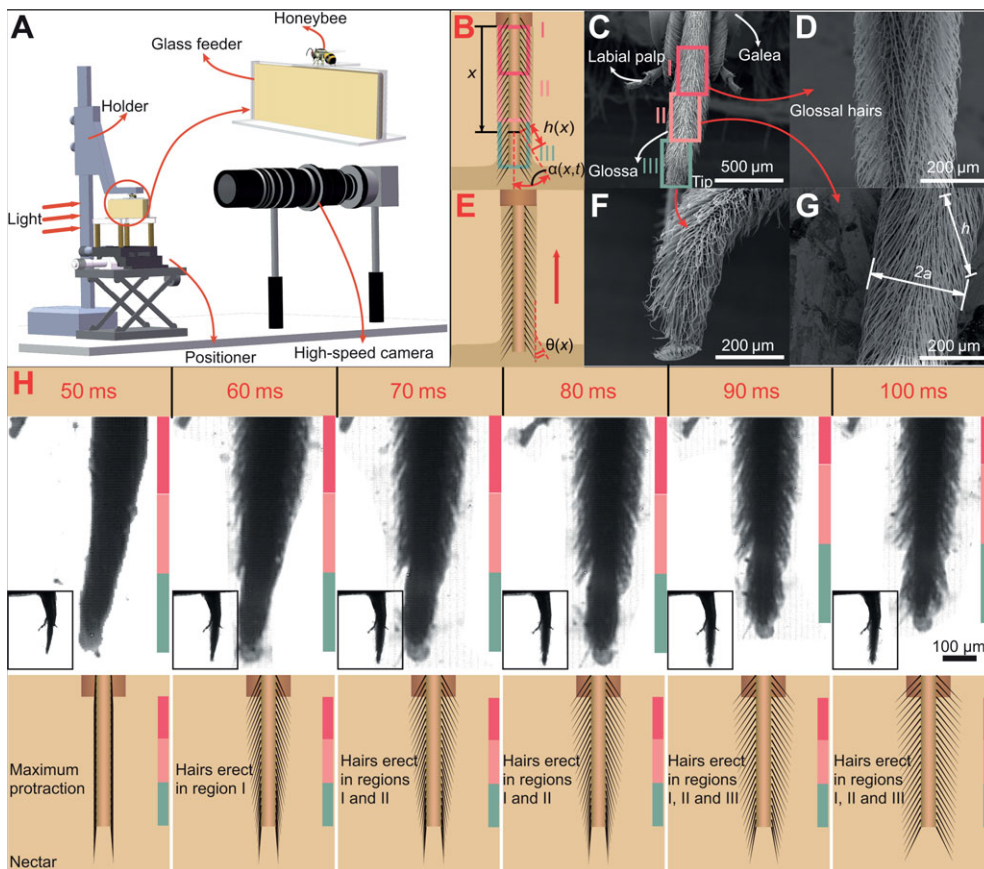 A
Honeybee
Glass feeder
Holder
Light
Positioner
High-speed camera
B
I
II
III
x
h(x)
α(x,t)
C
Labial palp
Galea
I
II
III
Glossa
Tip
500 µm
D
Glossal hairs
200 µm
E
θ(x)
F
200 µm
G
h
2a
200 µm
H
50 ms
60 ms
70 ms
80 ms
90 ms
100 ms
100 µm
Maximum
protraction
Nectar
Hairs erect
in region I
Hairs erect
in regions
I and II
Hairs erect
in regions
I and II
Hairs erect
in regions
I, II and III
Hairs erect
in regions
I, II and III